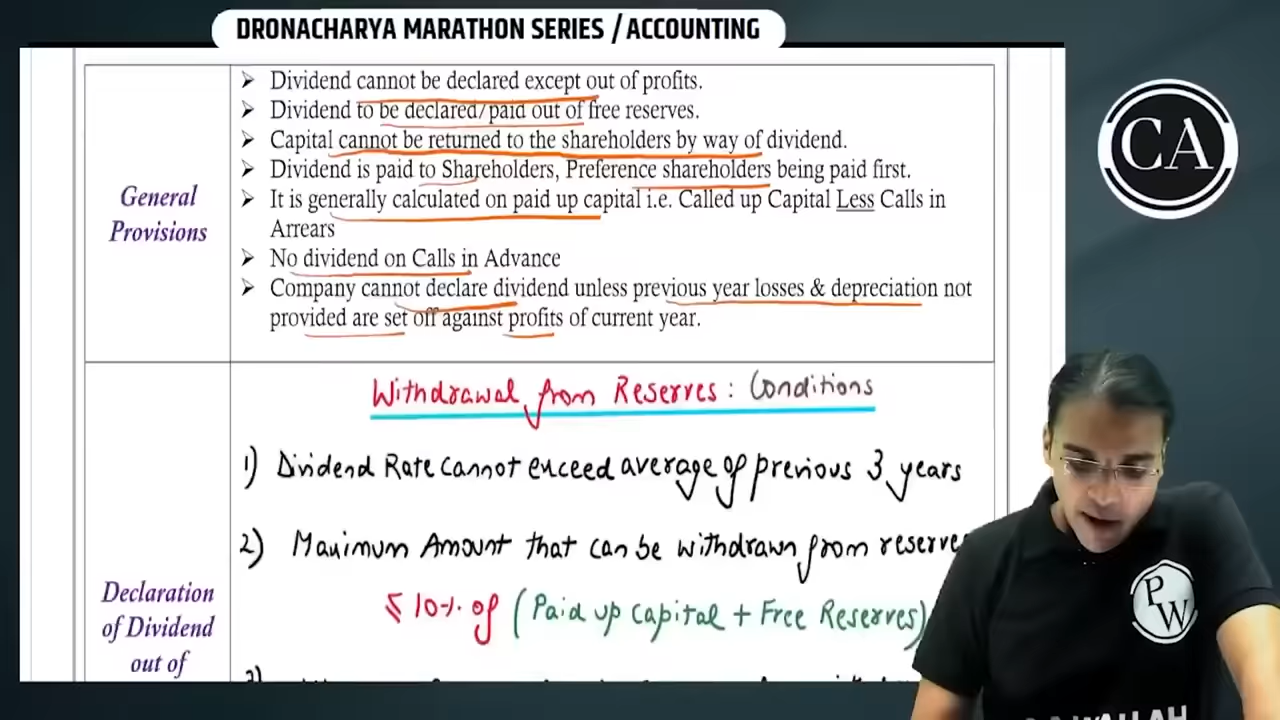 DRONACHARYA MARATHON SERIES / ACCOUNTING
CA
General
Provisions
➢ Dividend cannot be declared except out of profits.
➢ Dividend to be declared/paid out of free reserves.
➢ Capital cannot be returned to the shareholders by way of dividend.
➢ Dividend is paid to Shareholders, Preference shareholders being paid first.
➢ It is generally calculated on paid up capital i.e. Called up Capital Less Calls in
Arrears
➢ No dividend on Calls in Advance
➢ Company cannot declare dividend unless previous year losses & depreciation not
provided are set off against profits of current year.
Withdrawal from Reserves : Conditions
1) Dividend Rate cannot exceed average of previous 3 years
2) Maximum Amount that can be withdrawn from reserve
≤ 10% of (Paid up capital + Free Reserves)
Declaration
of Dividend
out of
3)
PW